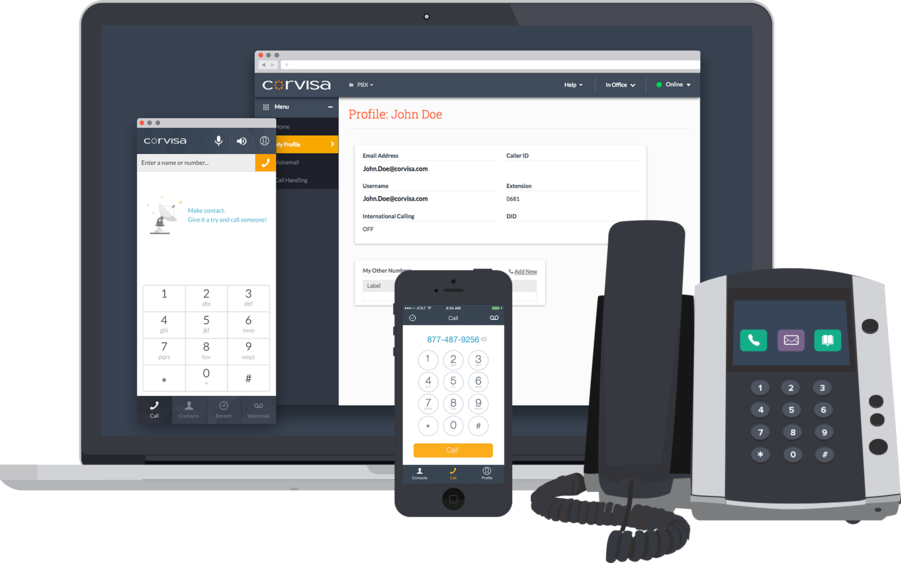 corvisa
PBX
Help
In Office
Online
Menu
Home
My Profile
Voicemail
Call Handling
Profile: John Doe
Email Address
Caller ID
John.Doe@corvisa.com
Username
Extension
John.Doe@corvisa.com
0681
International Calling
DID
OFF
My Other Numbers
Add New
Label
corvisa
Enter a name or number...
Make contact.
Give it a try and call someone!
1
2
3
abc
def
4
5
6
ghi
jkl
mno
7
8
9
pqrs
tuv
wxyz
*
0
#
+
Call
Contacts
Recent
Voicemail
AT&T
8:54 AM
Call
877-487-9256
1
2
3
4
5
6
7
8
9
*
0
#
Call
Contacts
Call
Profile
1
2
3
4
5
6
7
8
9
*
0
#